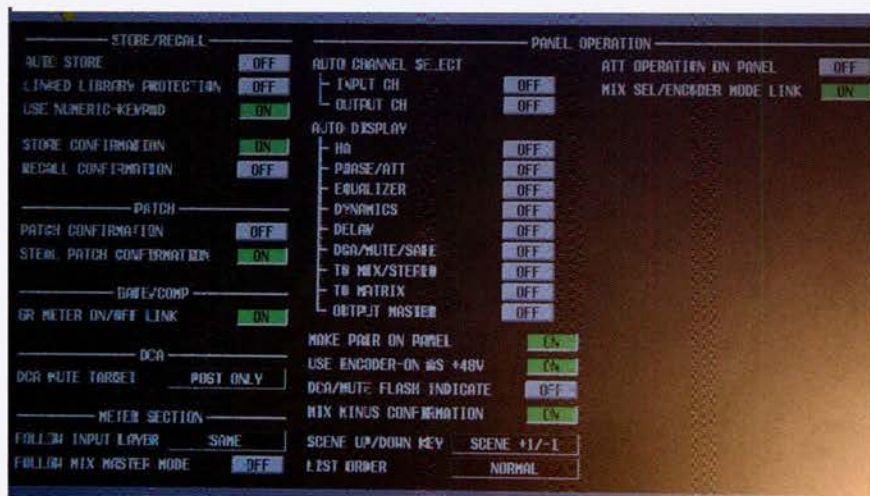 STORE/RECALL
AUTO STORE OFF
LINKED LIBRARY PROTECTION OFF
USE NUMERIC-KEYPAD ON
STORE CONFIRMATION ON
RECALL CONFIRMATION OFF
PATCH
PATCH CONFIRMATION OFF
STEAL PATCH CONFIRMATION ON
GATE/COMP
GR METER ON/OFF LINK ON
DCA
DCA MUTE TARGET POST ONLY
METER SECTION
FOLLOW INPUT LAYER SAME
FOLLOW MIX MASTER MODE OFF
PANEL OPERATION
AUTO CHANNEL SELECT
INPUT CH OFF
OUTPUT CH OFF
AUTO DISPLAY
HA OFF
PHASE/ATT OFF
EQUALIZER OFF
DYNAMICS OFF
DELAY OFF
DCA/MUTE/SAFE OFF
TO MIX/STEREO OFF
TO MATRIX OFF
OUTPUT MASTER OFF
MAKE PAIR ON PANEL ON
USE ENCODER-ON AS +48V ON
DCA/MUTE FLASH INDICATE OFF
MIX MINUS CONFIRMATION ON
SCENE UP/DOWN KEY SCENE +1/-1
LIST ORDER NORMAL
ATT OPERATION ON PANEL OFF
MIX SEL/ENCODER MODE LINK ON